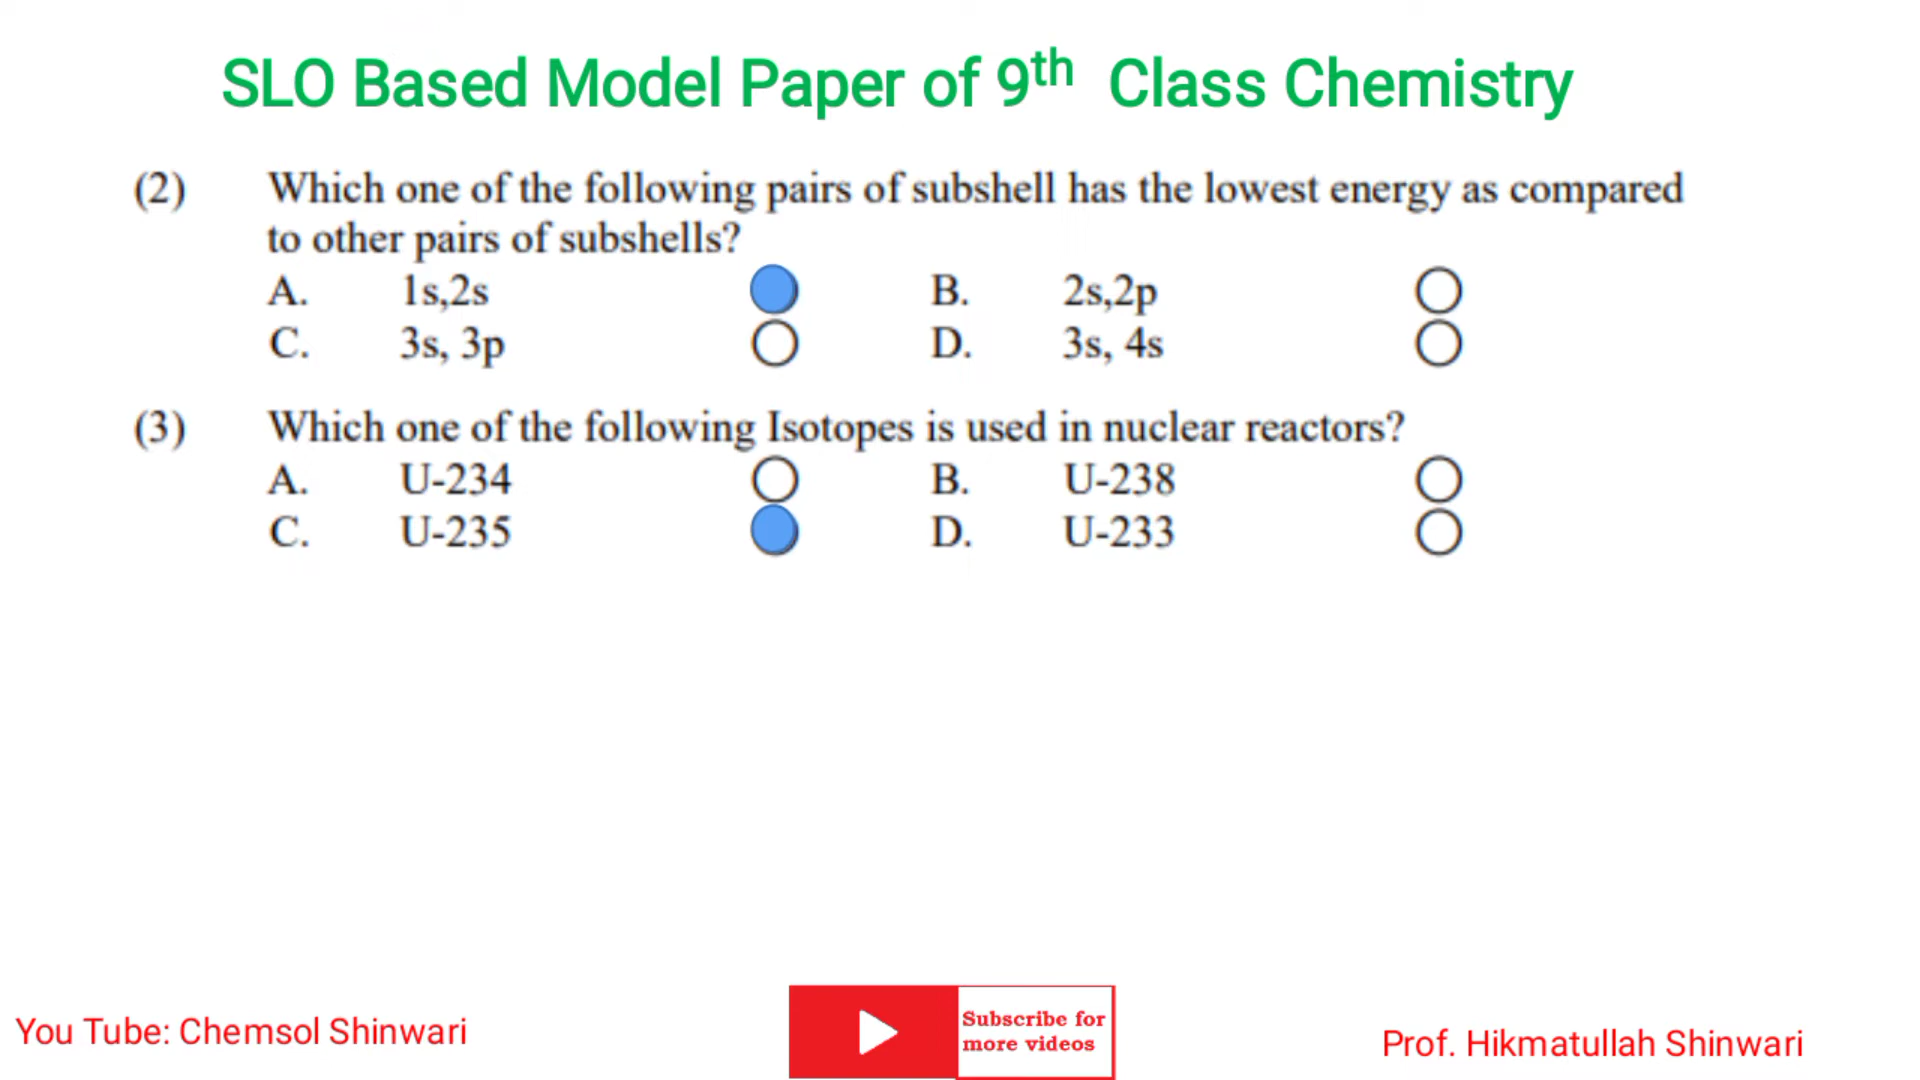 SLO Based Model Paper of 9th Class Chemistry
(2) Which one of the following pairs of subshell has the lowest energy as compared
to other pairs of subshells?
A. 1s,2s B. 2s,2p
C. 3s, 3p D. 3s, 4s
(3) Which one of the following Isotopes is used in nuclear reactors?
A. U-234 B. U-238
C. U-235 D. U-233
You Tube: Chemsol Shinwari
Subscribe for
more videos
Prof. Hikmatullah Shinwari